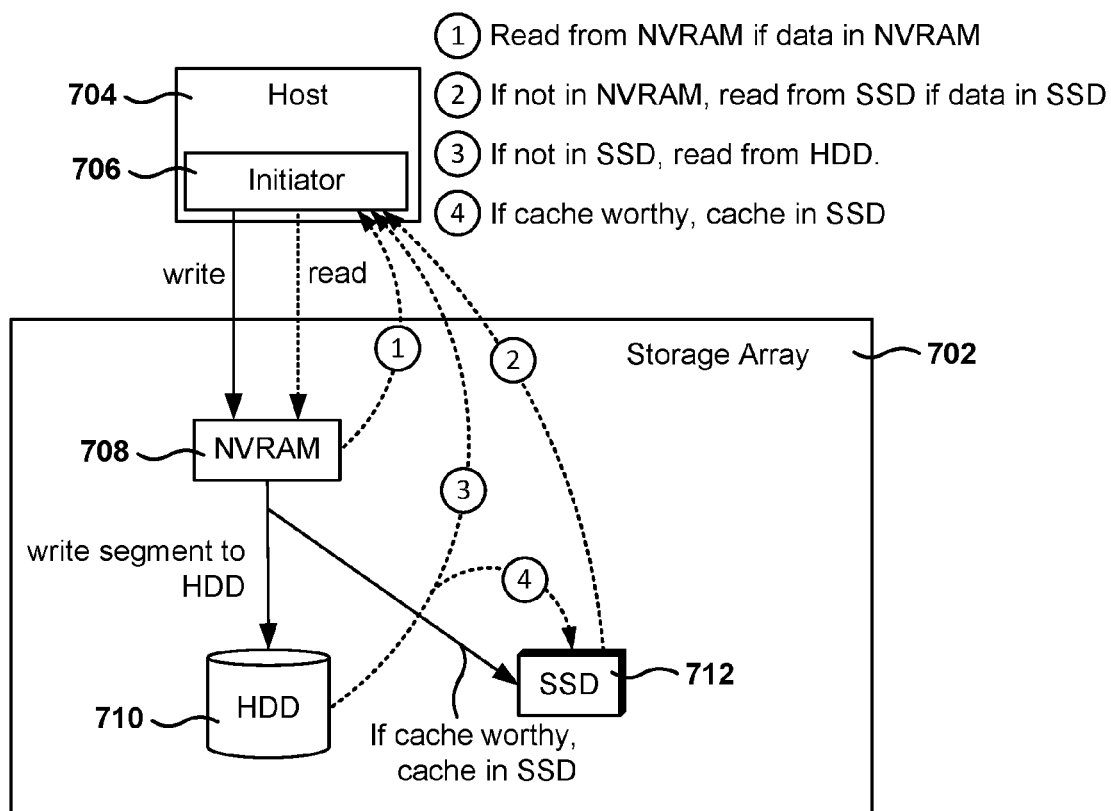 1 Read from NVRAM if data in NVRAM
704
Host
2 If not in NVRAM, read from SSD if data in SSD
706
Initiator
3 If not in SSD, read from HDD.
4 If cache worthy, cache in SSD
write
read
1
2
Storage Array
702
708
NVRAM
3
write segment to
HDD
4
710
HDD
SSD
712
If cache worthy,
cache in SSD